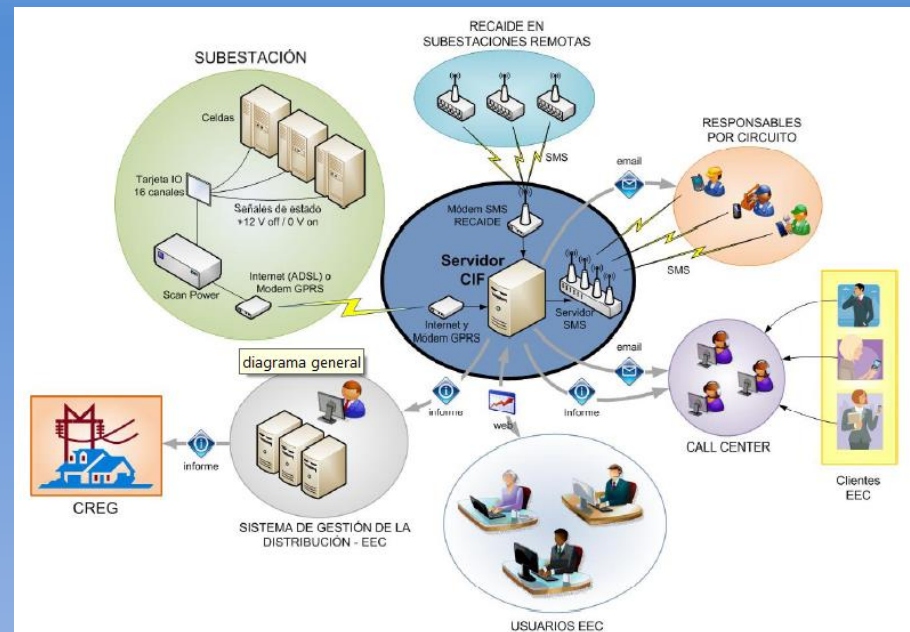 SUBESTACIÓN
Celdas
Tarjeta IO
16 canales
Señales de estado
+12 V off / 0 V on
Scan Power
Internet (ADSL) o
Modem GPRS
RECAIDE EN
SUBESTACIONES REMOTAS
SMS
RESPONSABLES
POR CIRCUITO
email
SMS
Módem SMS
RECAIDE
Servidor
CIF
Internet y
Módem GPRS
Servidor
SMS
diagrama general
informe
web
Informe
email
CALL CENTER
Clientes
EEC
CREG
informe
SISTEMA DE GESTIÓN DE LA
DISTRIBUCIÓN - EEC
USUARIOS EEC